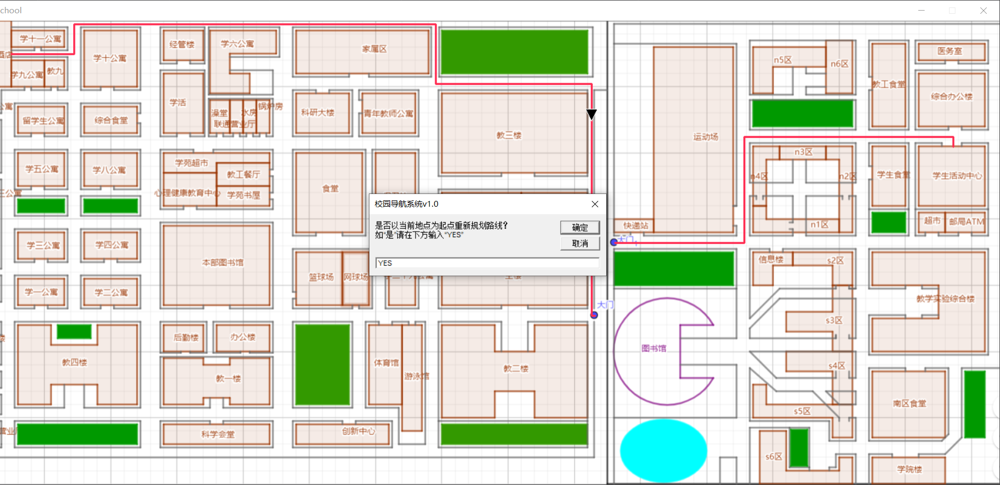 chool
学十一公寓
酒店
学九公寓
教九
学十公寓
经管楼
学六公寓
家属区
学活
澡堂
水房
锅炉房
联通营业厅
科研大楼
青年教师公寓
教三楼
公寓
留学生公寓
综合食堂
学五公寓
学八公寓
学苑超市
教工餐厅
心理健康教育中心
学苑书屋
食堂
三公寓
学三公寓
学四公寓
本部图书馆
篮球场
网球场
学一公寓
学二公寓
大门
教四楼
后勤楼
办公楼
教一楼
体育馆
游泳馆
教二楼
营业厅
科学会堂
创新中心
校园导航系统v1.0
是否以当前地点为起点重新规划路线?
如“是”请在下方输入“YES”
确定
取消
YES
运动场
快递站
大门1
图书馆
n5区
n6区
教工食堂
医务室
综合办公楼
n3区
n4区
n2区
n1区
学生食堂
学生活动中心
超市
邮局ATM
信息楼
s2区
教学实验综合楼
s3区
s4区
s5区
南区食堂
s6区
学院楼